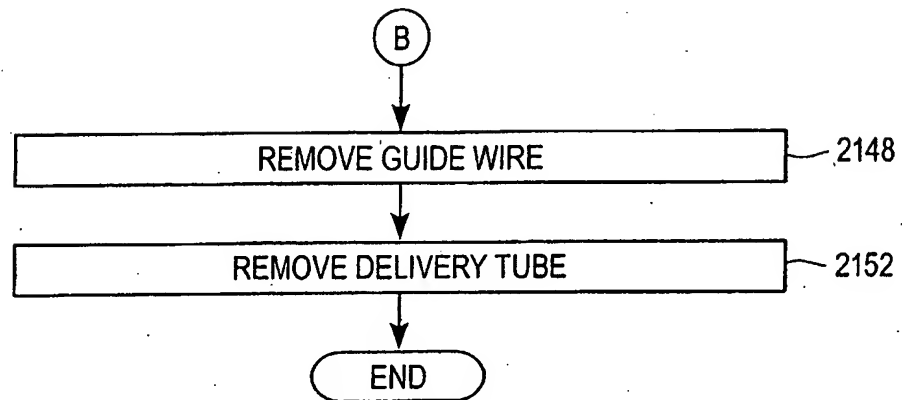 B
REMOVE GUIDE WIRE 2148
REMOVE DELIVERY TUBE 2152
END